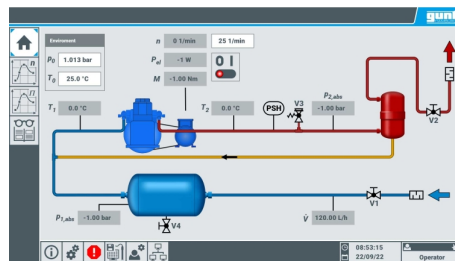 gunt
Environment
n 0 1/min 25 1/min
p0 1.013 bar
Pel -1 W
0 I
T0 25.0 °C
M -1.00 Nm
T1 0.0 °C
T2 0.0 °C
PSH
V3
p2,abs
-1.00 bar
V2
V1
p1,abs -1.00 bar
V4
V̇ 120.00 L/h
08:53:15
22/09/22
Operator